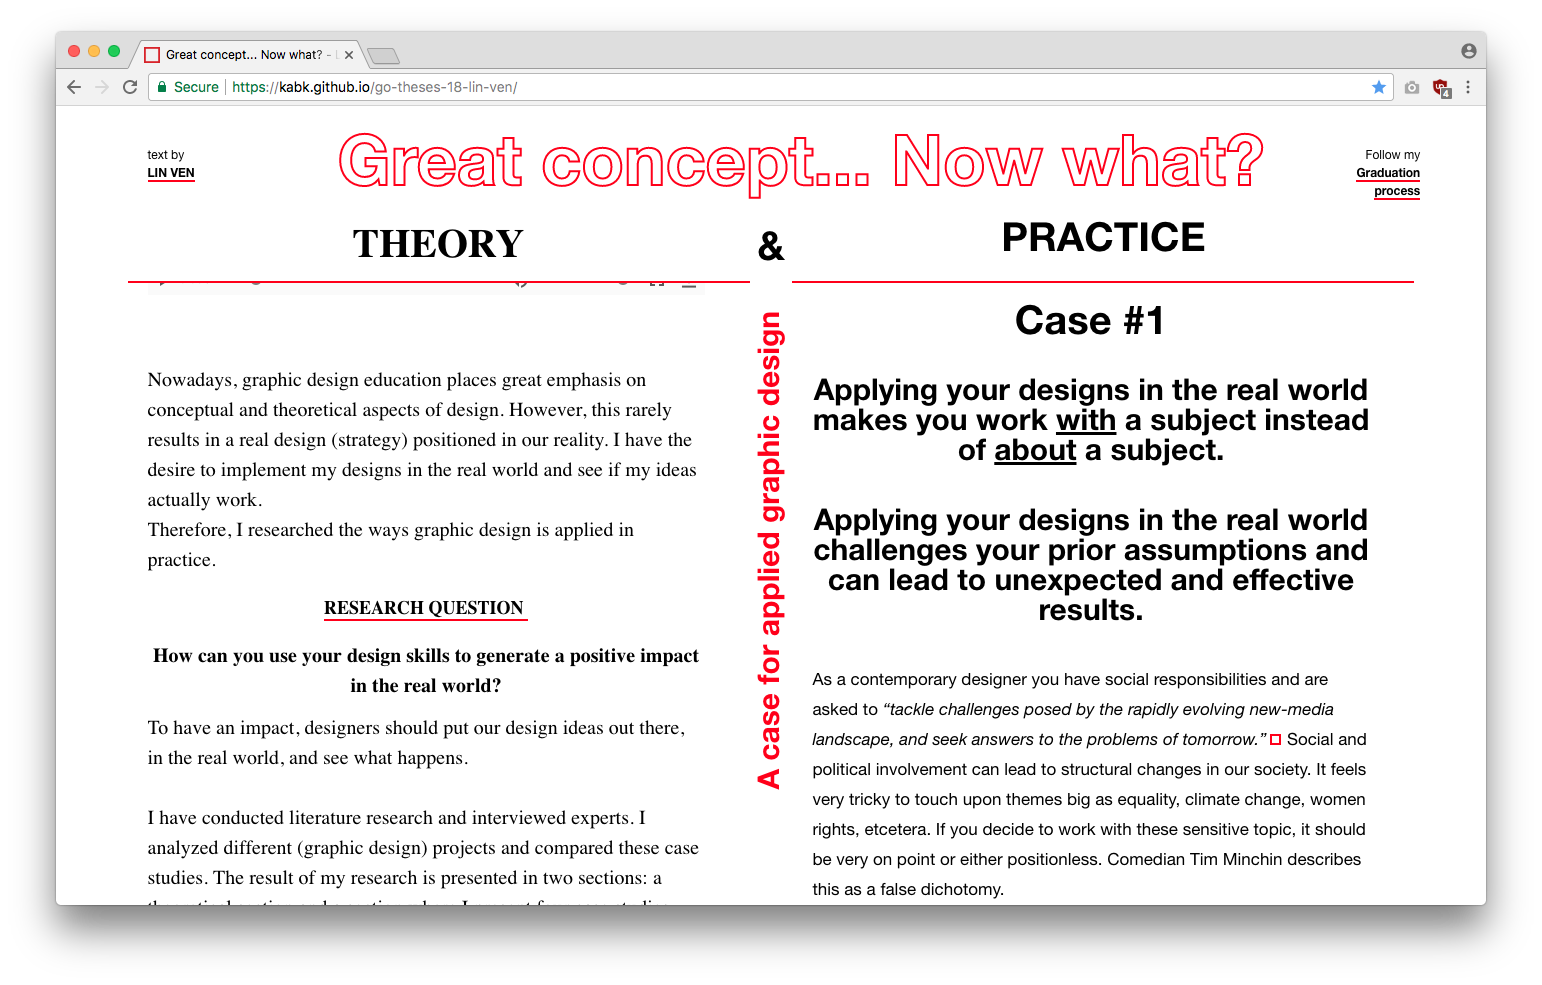 Great concept... Now what? -
Secure
https://kabk.github.io/go-theses-18-lin-ven/
4
text by
LIN VEN
Great concept... Now what?
Follow my
Graduation
process
THEORY
&
PRACTICE
Nowadays, graphic design education places great emphasis on
conceptual and theoretical aspects of design. However, this rarely
results in a real design (strategy) positioned in our reality. I have the
desire to implement my designs in the real world and see if my ideas
actually work.
Therefore, I researched the ways graphic design is applied in
practice.
RESEARCH QUESTION
How can you use your design skills to generate a positive impact
in the real world?
To have an impact, designers should put our design ideas out there,
in the real world, and see what happens.
I have conducted literature research and interviewed experts. I
analyzed different (graphic design) projects and compared these case
studies. The result of my research is presented in two sections: a
A case for applied graphic design
Case #1
Applying your designs in the real world
makes you work with a subject instead
of about a subject.
Applying your designs in the real world
challenges your prior assumptions and
can lead to unexpected and effective
results.
As a contemporary designer you have social responsibilities and are
asked to “tackle challenges posed by the rapidly evolving new-media
landscape, and seek answers to the problems of tomorrow.” Social and
political involvement can lead to structural changes in our society. It feels
very tricky to touch upon themes big as equality, climate change, women
rights, etcetera. If you decide to work with these sensitive topic, it should
be very on point or either positionless. Comedian Tim Minchin describes
this as a false dichotomy.